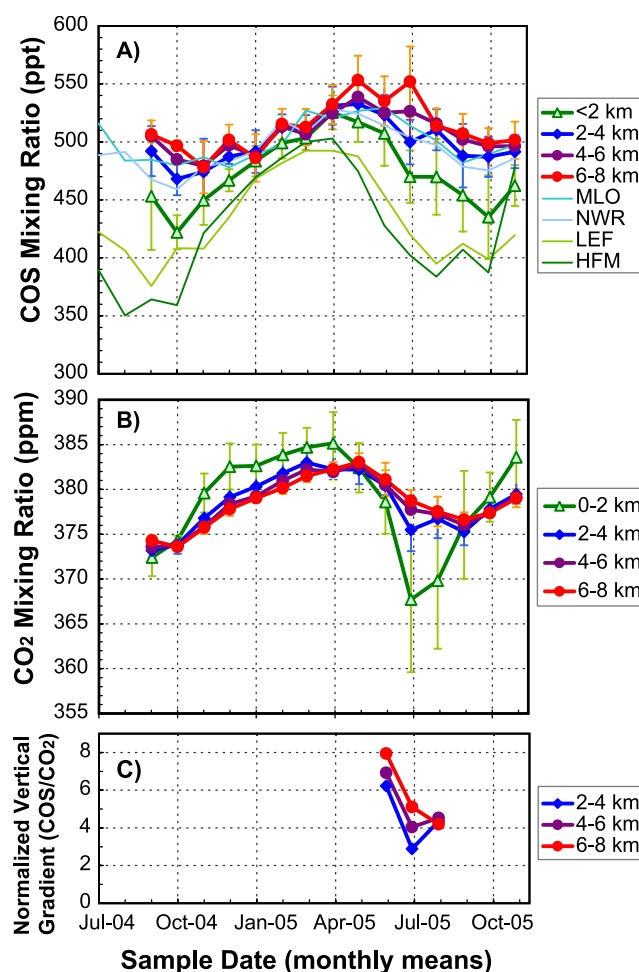 A)
COS Mixing Ratio (ppt)
600
550
500
450
400
350
300
<2 km
2-4 km
4-6 km
6-8 km
MLO
NWR
LEF
HFM
B)
CO2 Mixing Ratio (ppm)
390
385
380
375
370
365
360
355
0-2 km
2-4 km
4-6 km
6-8 km
C)
Normalized Vertical
Gradient (COS/CO2)
8
6
4
2
0
2-4 km
4-6 km
6-8 km
Jul-04 Oct-04 Jan-05 Apr-05 Jul-05 Oct-05
Sample Date (monthly means)